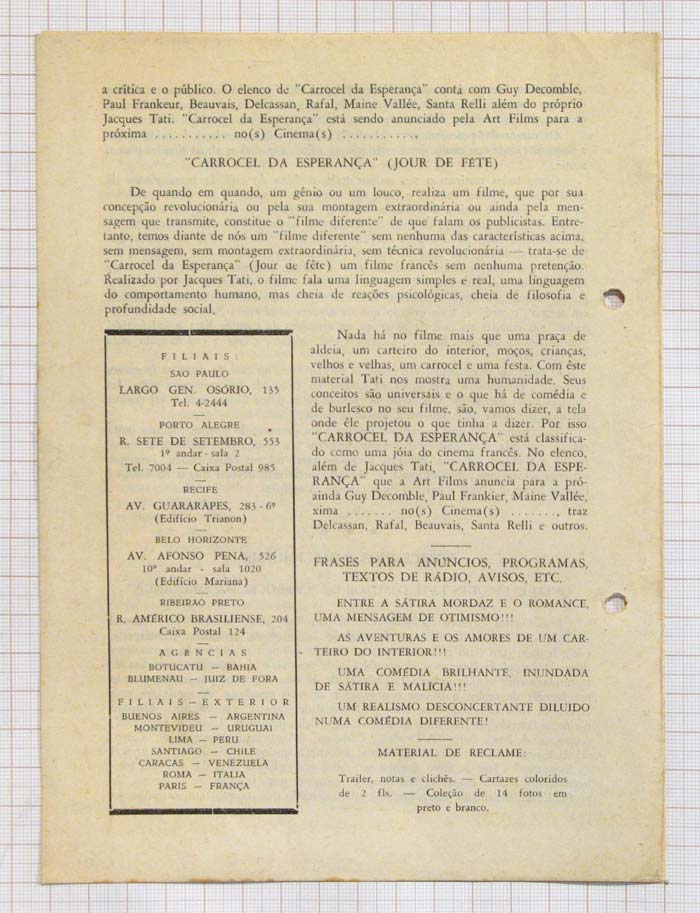 a crítica e o público. O elenco de "Carrocel da Esperança" conta com Guy Decomble,
Paul Frankeur, Beauvais, Delcassan, Rafal, Maine Vallée, Santa Relli além do próprio
Jacques Tati. "Carrocel da Esperança" está sendo anunciado pela Art Films para a
próxima ........... no(s) Cinema(s) ...........
"CARROCEL DA ESPERANÇA" (JOUR DE FÊTE)
De quando em quando, um gênio ou um louco, realiza um filme, que por sua
concepção revolucionária ou pela sua montagem extraordinária ou ainda pela men-
sagem que transmite, constitue o "filme diferente" de que falam os publicistas. Entre-
tanto, temos diante de nós um "filme diferente" sem nenhuma das características acima,
sem mensagem, sem montagem extraordinária, sem técnica revolucionária — trata-se de
"Carrocel da Esperança" (Jour de fête) um filme francês sem nenhuma pretenção.
Realizado por Jacques Tati, o filme fala uma linguagem simples e real, uma linguagem
do comportamento humano, mas cheia de reações psicológicas, cheia de filosofia e
profundidade social.
FILIAIS:
SAO PAULO
LARGO GEN. OSÓRIO, 135
Tel. 4-2444
PORTO ALEGRE
R. SETE DE SETEMBRO, 553
1º andar - sala 2
Tel. 7004 — Caixa Postal 985
RECIFE
AV. GUARARAPES, 283 - 6º
(Edifício Trianon)
BELO HORIZONTE
AV. AFONSO PENA, 526
10º andar - sala 1020
(Edifício Mariana)
RIBEIRAO PRETO
R. AMÉRICO BRASILIENSE, 204
Caixa Postal 124
AGÊNCIAS
BOTUCATU — BAHIA
BLUMENAU — JUIZ DE FORA
FILIAIS — EXTERIOR
BUENOS AIRES — ARGENTINA
MONTEVIDEU — URUGUAI
LIMA — PERU
SANTIAGO — CHILE
CARACAS — VENEZUELA
ROMA — ITALIA
PARIS — FRANÇA
Nada há no filme mais que uma praça de
aldeia, um carteiro do interior, moços, crianças,
velhos e velhas, um carrocel e uma festa. Com êste
material Tati nos mostra uma humanidade. Seus
conceitos são universais e o que há de comédia e
de burlesco no seu filme, são, vamos dizer, a tela
onde êle projetou o que tinha a dizer. Por isso
"CARROCEL DA ESPERANÇA" está classifica-
do como uma jóia do cinema francês. No elenco,
além de Jacques Tati, "CARROCEL DA ESPE-
RANÇA" que a Art Films anuncia para a pró-
ainda Guy Decomble, Paul Frankier, Maine Vallée,
xima ....... no(s) Cinema(s) ......., traz
Delcassan, Rafal, Beauvais, Santa Relli e outros.
FRASES PARA ANÚNCIOS, PROGRAMAS,
TEXTOS DE RÁDIO, AVISOS, ETC.
ENTRE A SÁTIRA MORDAZ E O ROMANCE,
UMA MENSAGEM DE OTIMISMO!!!
AS AVENTURAS E OS AMORES DE UM CAR-
TEIRO DO INTERIOR!!!
UMA COMÉDIA BRILHANTE, INUNDADA
DE SÁTIRA E MALÍCIA!!!
UM REALISMO DESCONCERTANTE DILUIDO
NUMA COMÉDIA DIFERENTE!
MATERIAL DE RECLAME:
Trailer, notas e clichês. — Cartazes coloridos
de 2 fls. — Coleção de 14 fotos em
preto e branco.